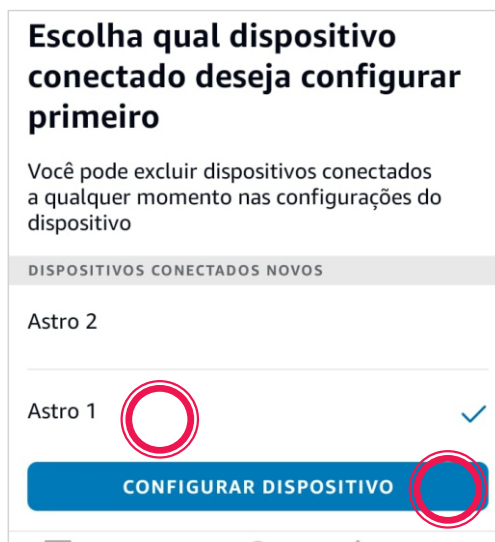 Escolha qual dispositivo
conectado deseja configurar
primeiro
Você pode excluir dispositivos conectados
a qualquer momento nas configurações do
dispositivo
DISPOSITIVOS CONECTADOS NOVOS
Astro 2
Astro 1
CONFIGURAR DISPOSITIVO